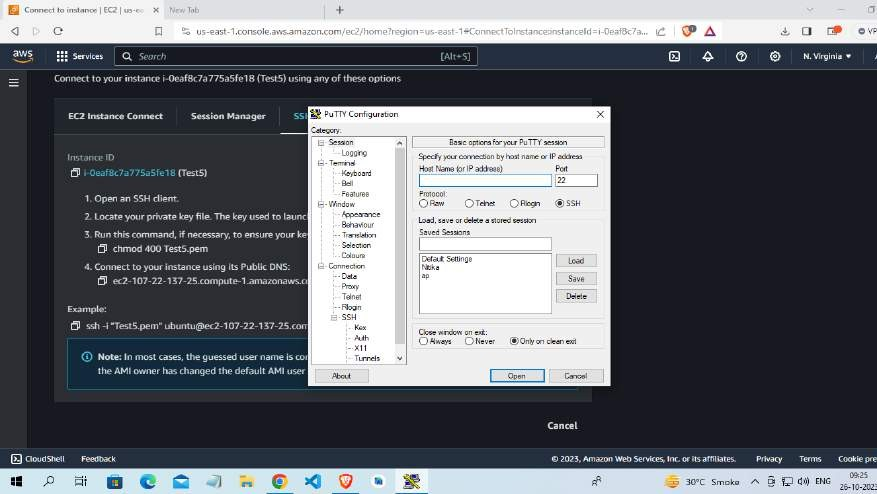 Connect to instance | EC2 | us-ea
New Tab
us-east-1.console.aws.amazon.com/ec2/home?region=us-east-1#ConnectToInstance:instanceId=i-0eaf8c7a...
VP
aws
Services
Search
[Alt+S]
N. Virginia
Connect to your instance i-0eaf8c7a775a5fe18 (Test5) using any of these options
EC2 Instance Connect
Session Manager
SS
Instance ID
i-0eaf8c7a775a5fe18 (Test5)
1. Open an SSH client.
2. Locate your private key file. The key used to launc
3. Run this command, if necessary, to ensure your ke
chmod 400 Test5.pem
4. Connect to your instance using its Public DNS:
ec2-107-22-137-25.compute-1.amazonaws.c
Example:
ssh -i "Test5.pem" ubuntu@ec2-107-22-137-25.com
Note: In most cases, the guessed user name is co
the AMI owner has changed the default AMI user
Cancel
PuTTY Configuration
Category:
Session
Logging
Terminal
Keyboard
Bell
Features
Window
Appearance
Behaviour
Translation
Selection
Colours
Connection
Data
Proxy
Telnet
Rlogin
SSH
Kex
Auth
X11
Tunnels
Basic options for your PuTTY session
Specify your connection by host name or IP address
Host Name (or IP address)
Port
22
Protocol:
Raw
Telnet
Rlogin
SSH
Load, save or delete a stored session
Saved Sessions
Default Settings
Nitika
ap
Load
Save
Delete
Close window on exit:
Always
Never
Only on clean exit
About
Open
Cancel
CloudShell
Feedback
© 2023, Amazon Web Services, Inc. or its affiliates.
Privacy
Terms
Cookie pre
30°C Smoke
ENG
09:25
26-10-2023